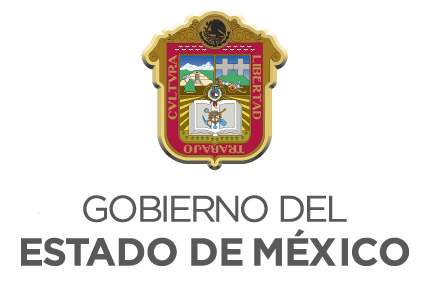 CVLTVRA
LIBERTAD
TRABAJO
GOBIERNO DEL
ESTADO DE MÉXICO